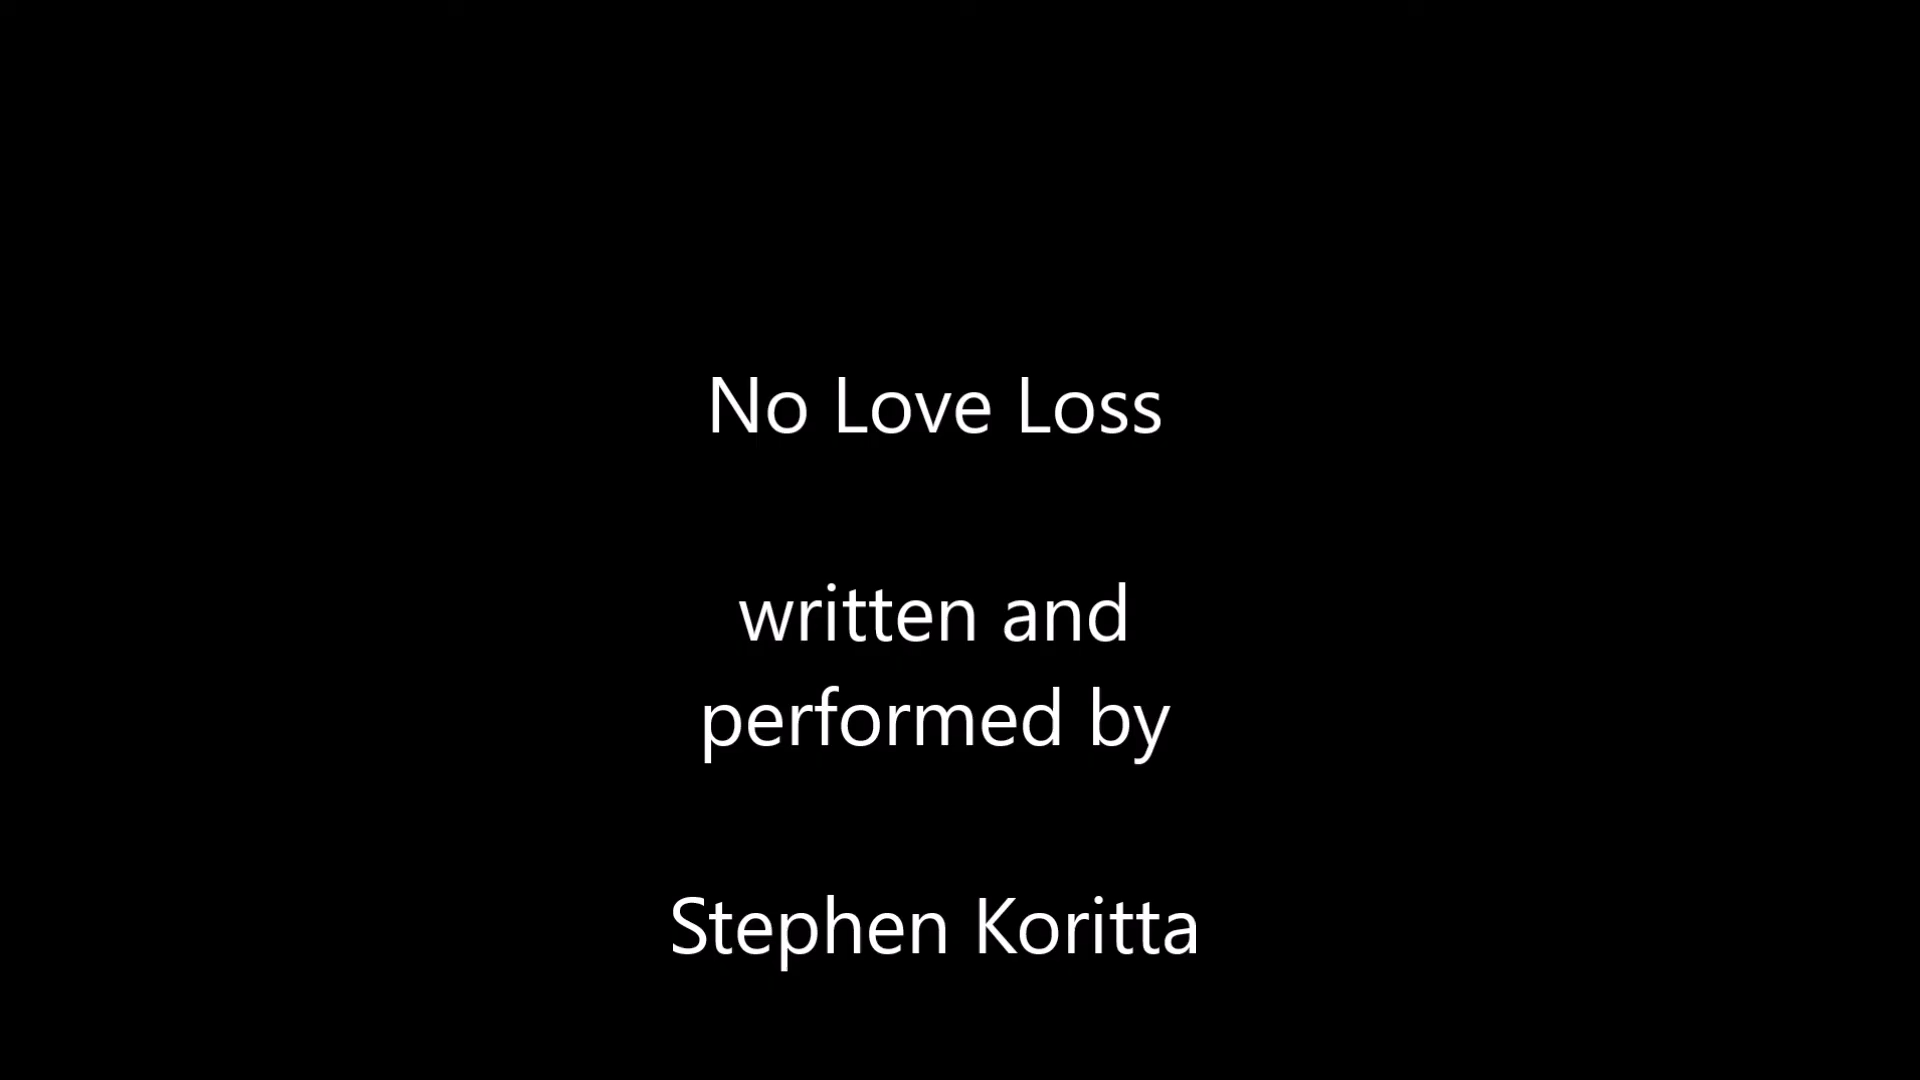 No Love Loss
written and
performed by
Stephen Koritta